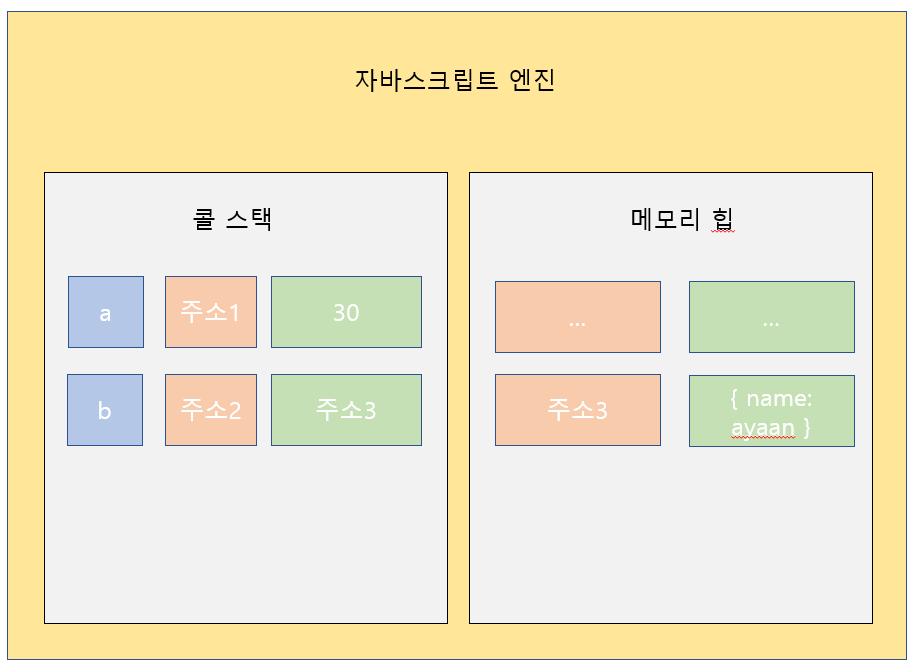 자바스크립트 엔진
콜 스택
메모리 힙
a
주소1
30
...
...
b
주소2
주소3
주소3
{ name:
ayaan }